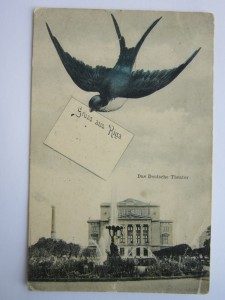 Gruss aus Riga
Das Deutsche Theater.